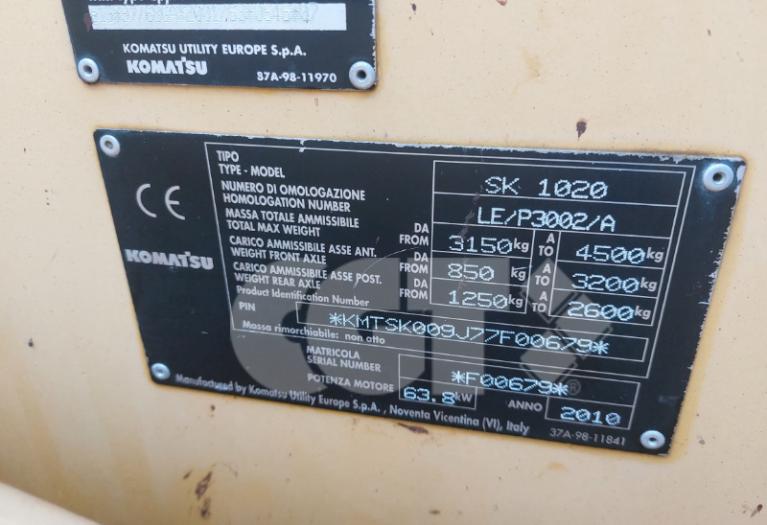 KOMATSU UTILITY EUROPE S.p.A.
KOMATSU 37A-98-11970
CE
KOMATSU
TIPO
TYPE - MODEL SK 1020
NUMERO DI OMOLOGAZIONE
HOMOLOGATION NUMBER LE/P3002/A
MASSA TOTALE AMMISSIBILE DA A
TOTAL MAX WEIGHT FROM 3150kg TO 4500kg
CARICO AMMISSIBILE ASSE ANT. DA A
WEIGHT FRONT AXLE FROM 850 kg TO 3200kg
CARICO AMMISSIBILE ASSE POST. DA A
WEIGHT REAR AXLE FROM 1250kg TO 2600kg
Product Identification Number
PIN *KMTSK009J77F00679*
Massa rimorchiabile: non atto
MATRICOLA
SERIAL NUMBER *F00679*
POTENZA MOTORE 63.8kW ANNO 2010
Manufactured by Komatsu Utility Europe S.p.A. , Noventa Vicentina (VI), Italy 37A-98-11841
CGT